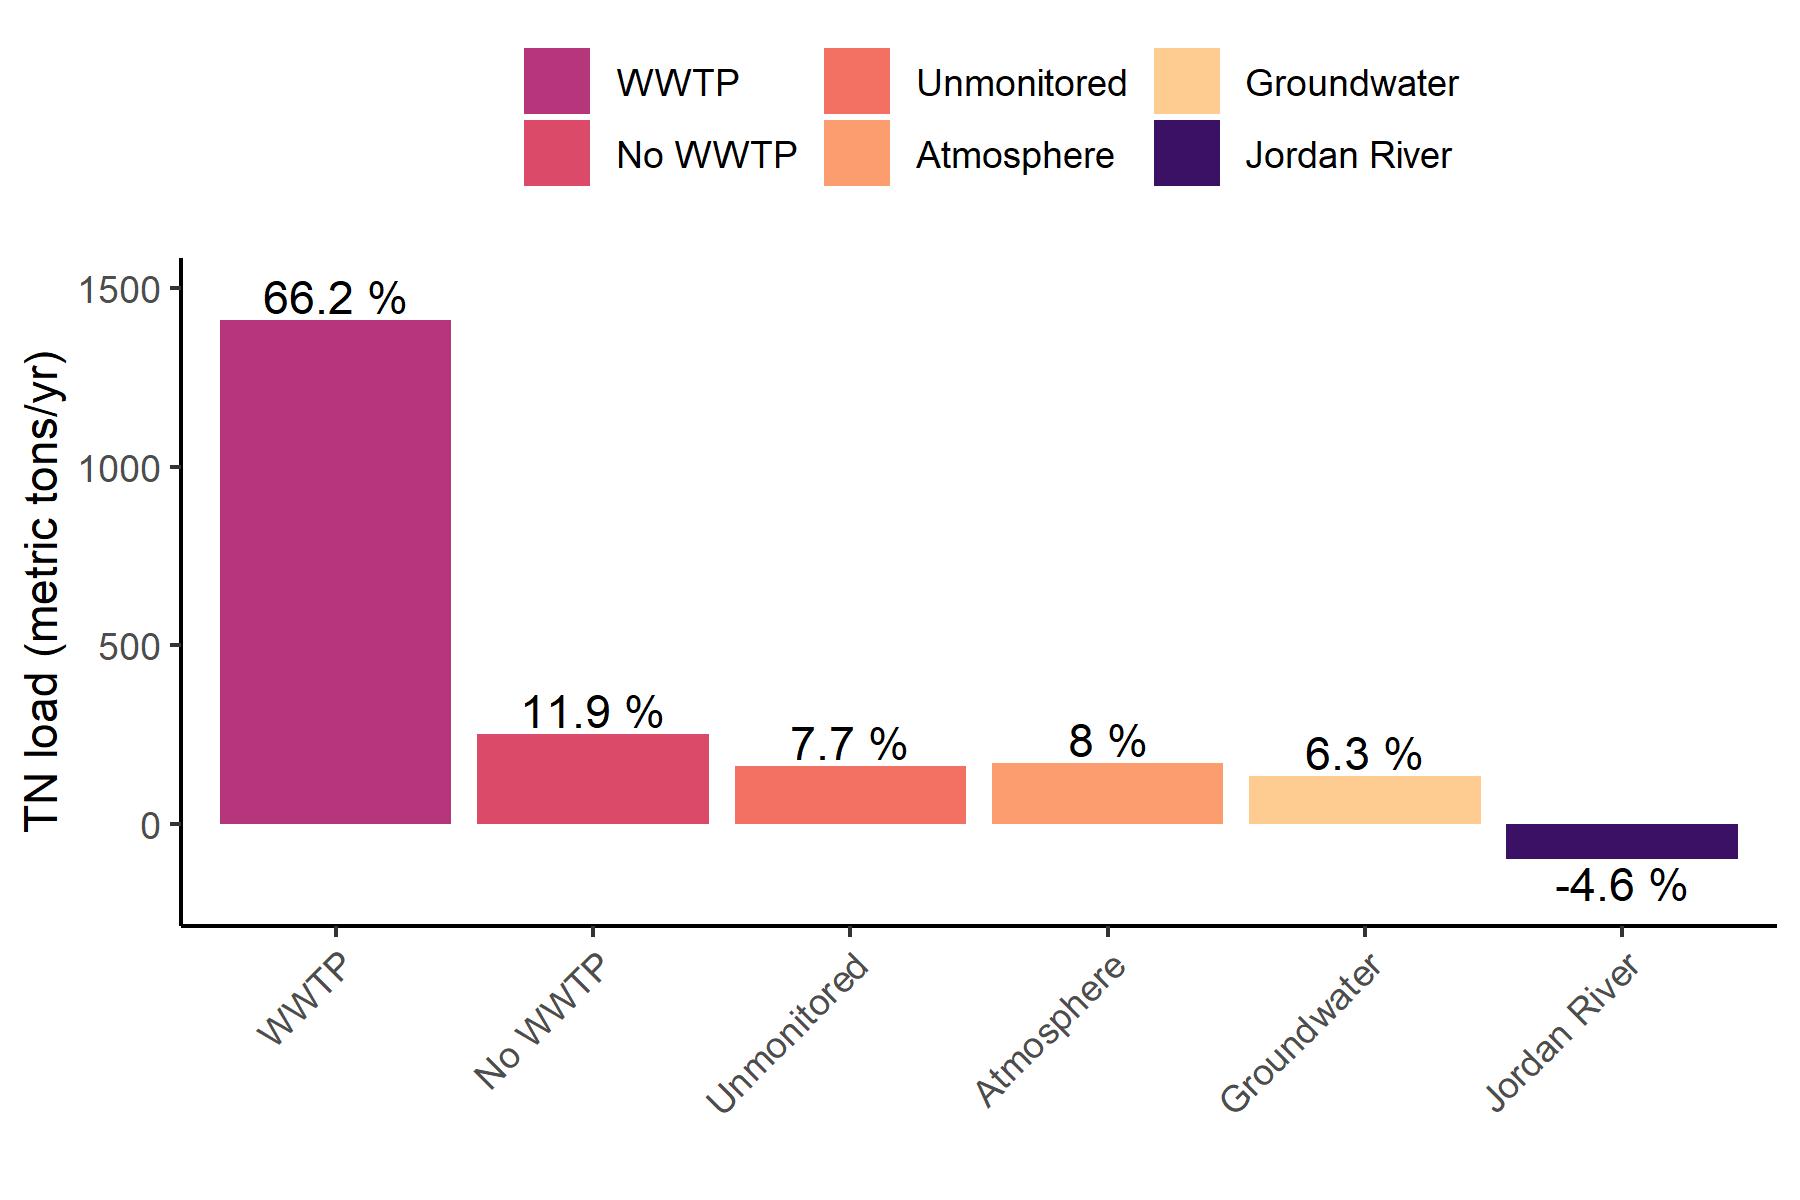 WWTP
Unmonitored
Groundwater
No WWTP
Atmosphere
Jordan River
TN load (metric tons/yr)
1500
1000
500
0
66.2 %
11.9 %
7.7 %
8 %
6.3 %
-4.6 %
WWTP
No WWTP
Unmonitored
Atmosphere
Groundwater
Jordan River